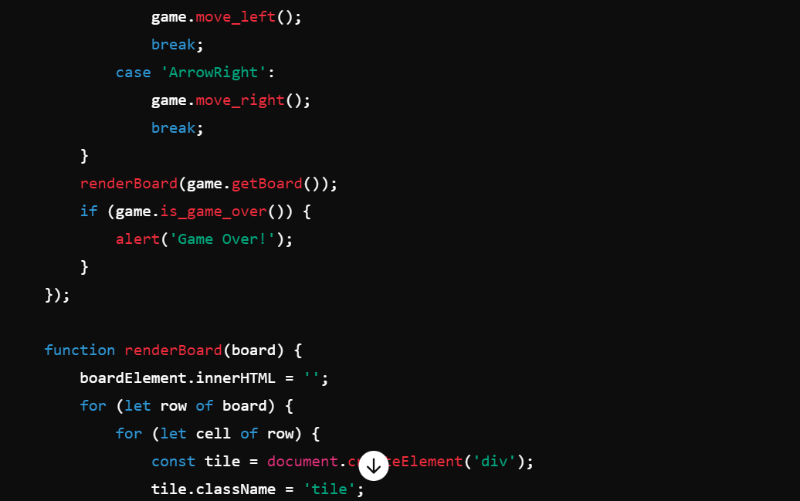 game.move_left();
break;
case 'ArrowRight':
game.move_right();
break;
}
renderBoard(game.getBoard());
if (game.is_game_over()) {
alert('Game Over!');
}
});
function renderBoard(board) {
boardElement.innerHTML = '';
for (let row of board) {
for (let cell of row) {
const tile = document.createElement('div');
tile.className = 'tile';